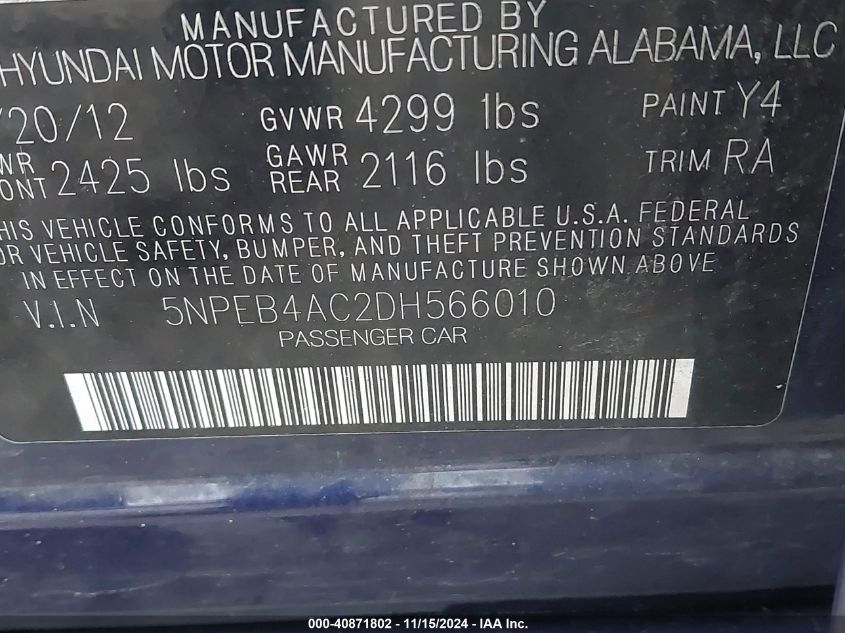 MANUFACTURED BY
HYUNDAI MOTOR MANUFACTURING ALABAMA, LLC
/20/12 GVWR 4299 lbs PAINT Y4
WR ONT 2425 lbs GAWR REAR 2116 lbs TRIM RA
HIS VEHICLE CONFORMS TO ALL APPLICABLE U.S.A. FEDERAL
OR VEHICLE SAFETY, BUMPER, AND THEFT PREVENTION STANDARDS
IN EFFECT ON THE DATE OF MANUFACTURE SHOWN ABOVE
V.I.N 5NPEB4AC2DH566010
PASSENGER CAR
000-40871802 - 11/15/2024 - IAA Inc.